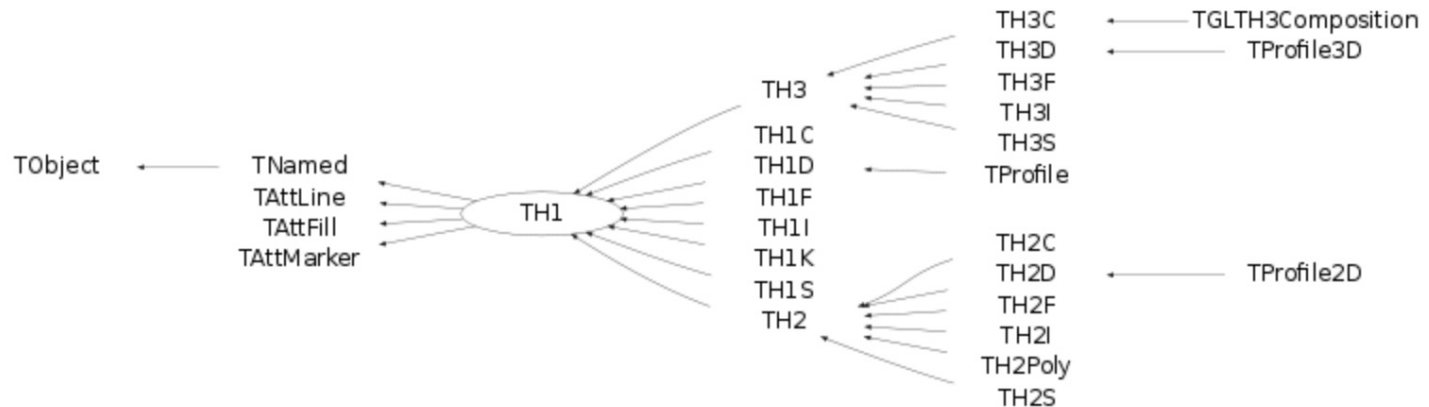 TObject
TNamed
TAttLine
TAttFill
TAttMarker
TH1
TH3
TH1C
TH1D
TH1F
TH1I
TH1K
TH1S
TH2
TH3C
TH3D
TH3F
TH3I
TH3S
TProfile
TH2C
TH2D
TH2F
TH2I
TH2Poly
TH2S
TGLTH3Composition
TProfile3D
TProfile2D